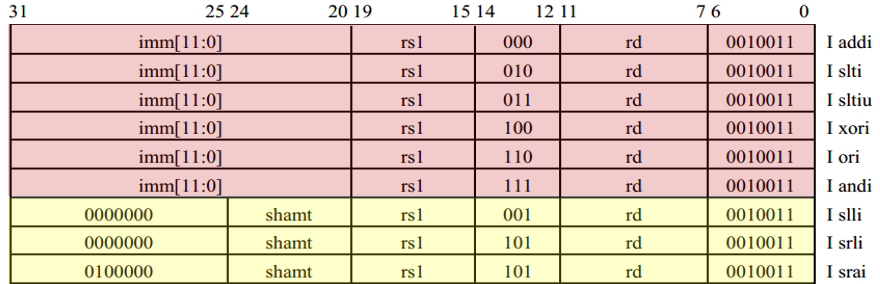 31 25 24 20 19 15 14 12 11 7 6 0
imm[11:0] rs1 000 rd 0010011 I addi
imm[11:0] rs1 010 rd 0010011 I slti
imm[11:0] rs1 011 rd 0010011 I sltiu
imm[11:0] rs1 100 rd 0010011 I xori
imm[11:0] rs1 110 rd 0010011 I ori
imm[11:0] rs1 111 rd 0010011 I andi
0000000 shamt rs1 001 rd 0010011 I slli
0000000 shamt rs1 101 rd 0010011 I srli
0100000 shamt rs1 101 rd 0010011 I srai